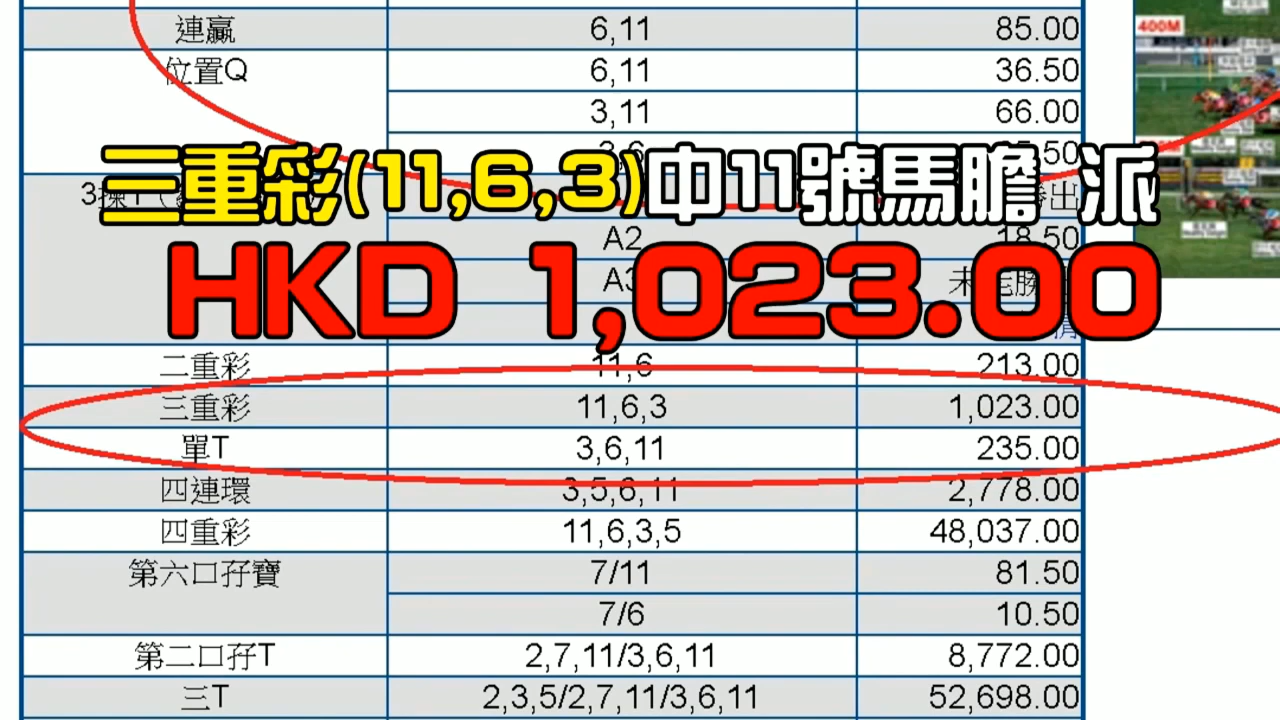 連贏 6,11 85.00
位置Q 6,11 36.50
3,11 66.00
三重彩(11,6,3)中11號馬膽 派
A2 18.50
HKD 1,023.00
二重彩 11,6 213.00
三重彩 11,6,3 1,023.00
單T 3,6,11 235.00
四連環 3,5,6,11 2,778.00
四重彩 11,6,3,5 48,037.00
第六口孖寶 7/11 81.50
7/6 10.50
第二口孖T 2,7,11/3,6,11 8,772.00
三T 2,3,5/2,7,11/3,6,11 52,698.00
400M